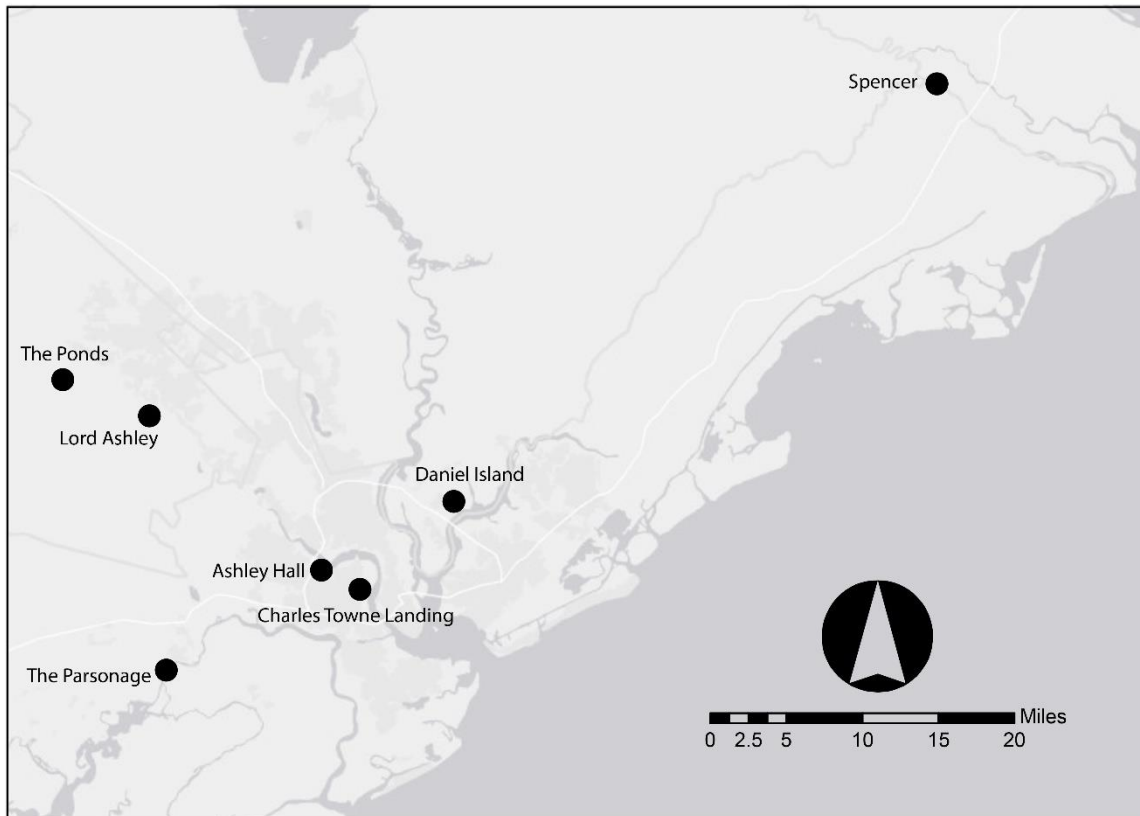 Spencer
The Ponds
Lord Ashley
Daniel Island
Ashley Hall
Charles Towne Landing
The Parsonage
Miles
0 2.5 5 10 15 20